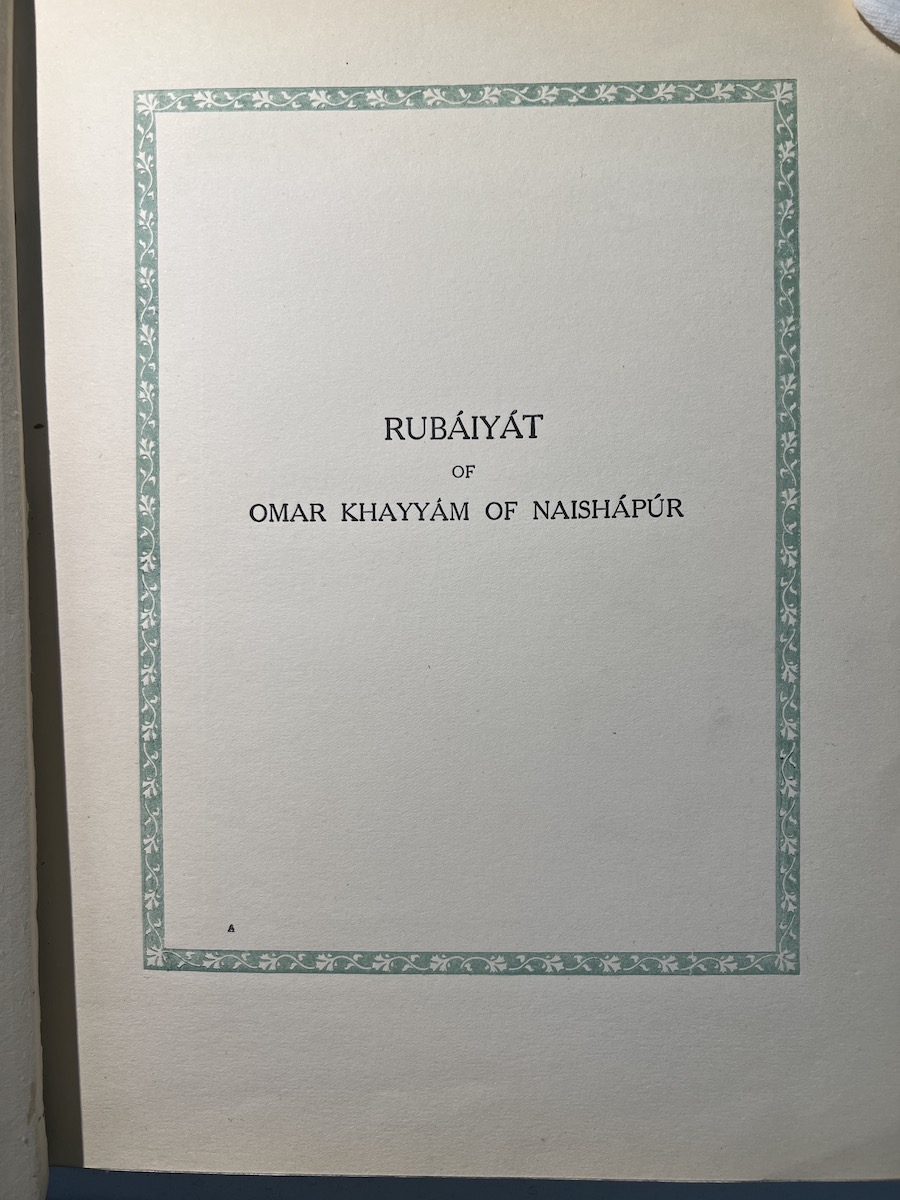 RUBÁIYÁT
OF
OMAR KHAYYÁM OF NAISHÁPÚR
A